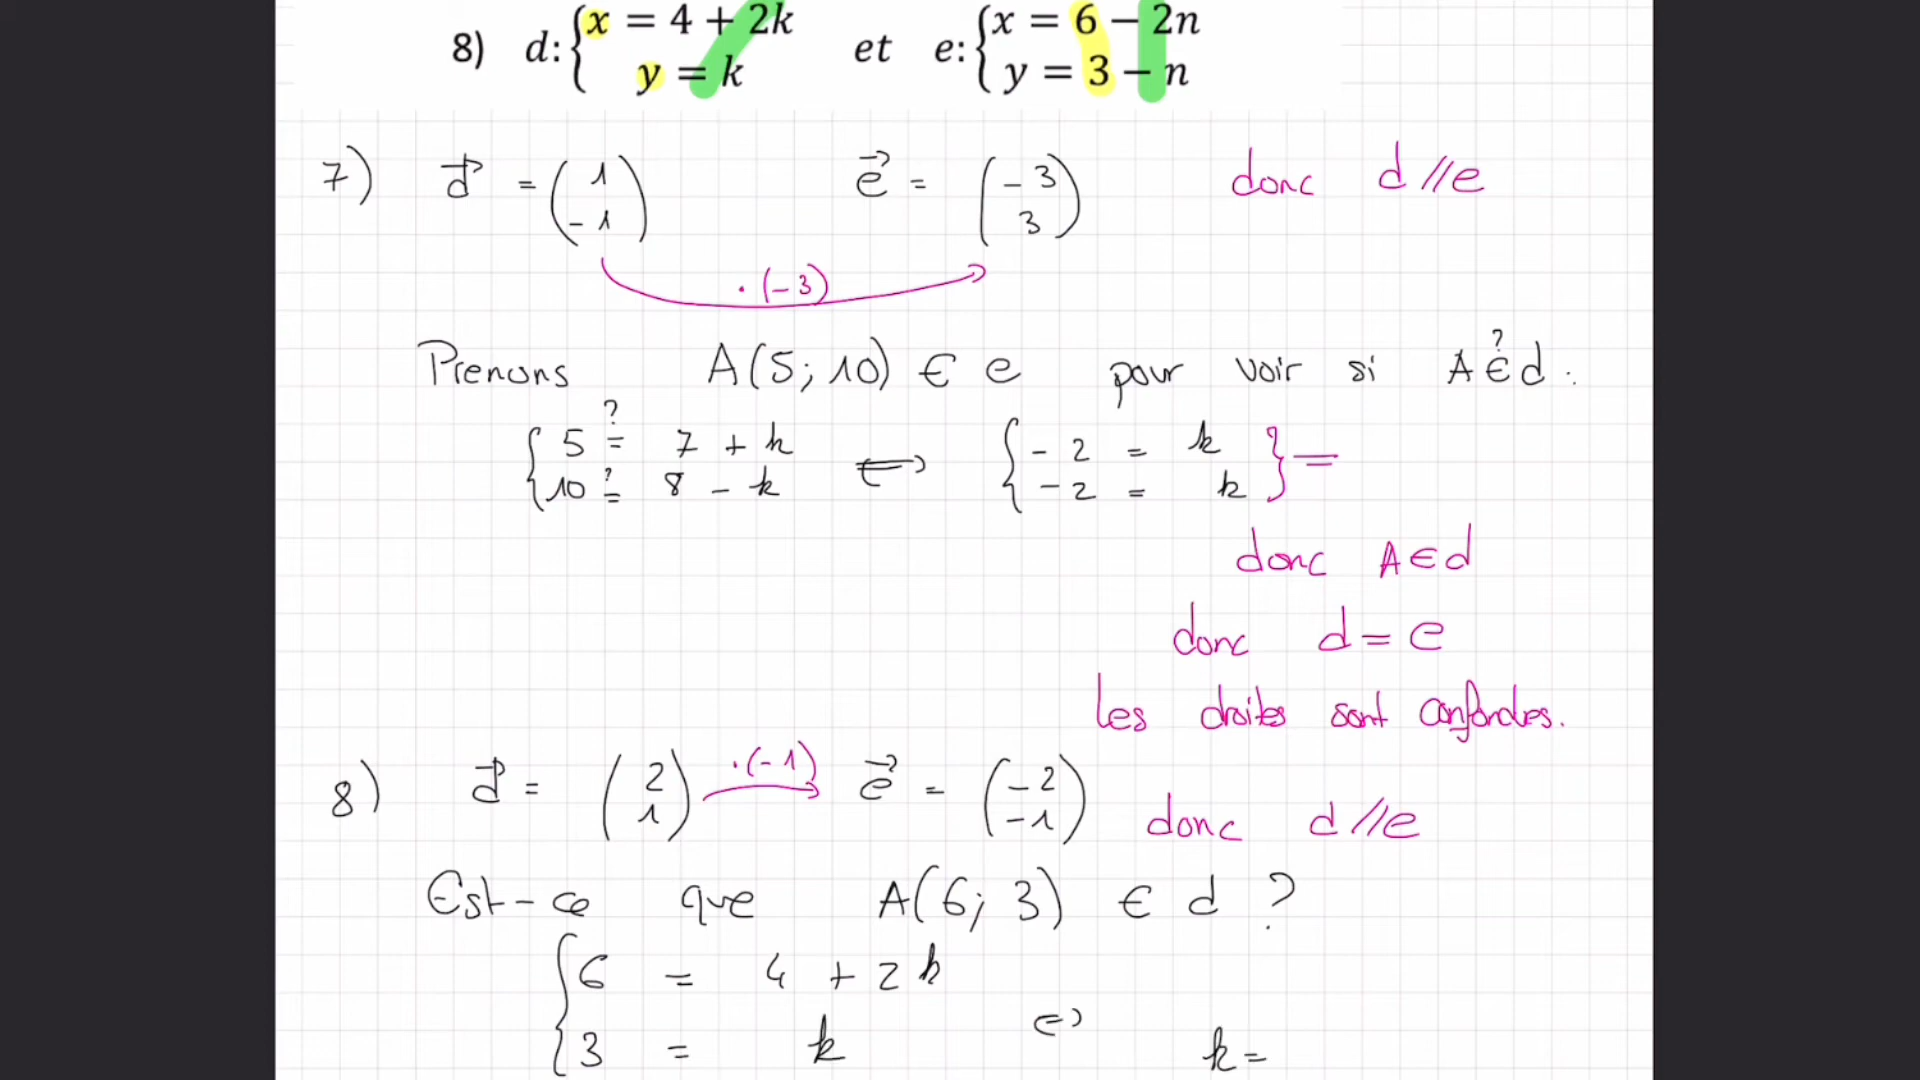 8) d: { x = 4 + 2k et e: { x = 6 − 2n
y = k y = 3 − n
7) d⃗ = ( 1 e⃗ = ( −3 donc d // e
−1 ) 3 )
· (−3)
Prenons A(5; 10) ∈ e pour voir si A ∈? d :
{ 5 =? 7 + k ⟺ { −2 = k } =
10 =? 8 − k −2 = k
donc A ∈ d
donc d = e
les droites sont confondues.
8) d⃗ = ( 2 · (−1) e⃗ = ( −2 donc d // e
1 ) −1 )
Est-ce que A(6; 3) ∈ d ?
{ 6 = 4 + 2k
3 = k ⟺ k =